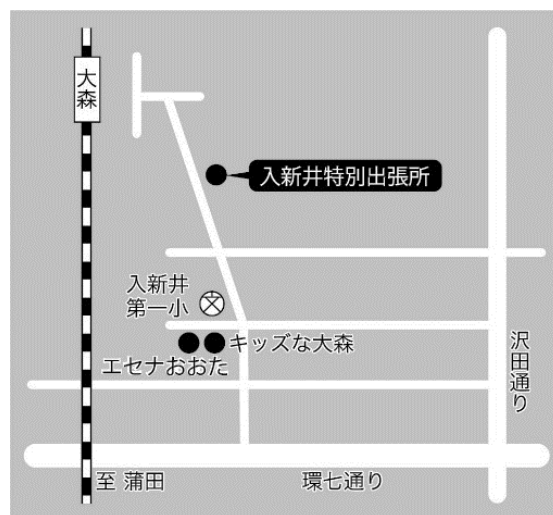 大森
入新井特別出張所
入新井
第一小
キッズな大森
エセナおおた
沢田通り
至 蒲田
環七通り